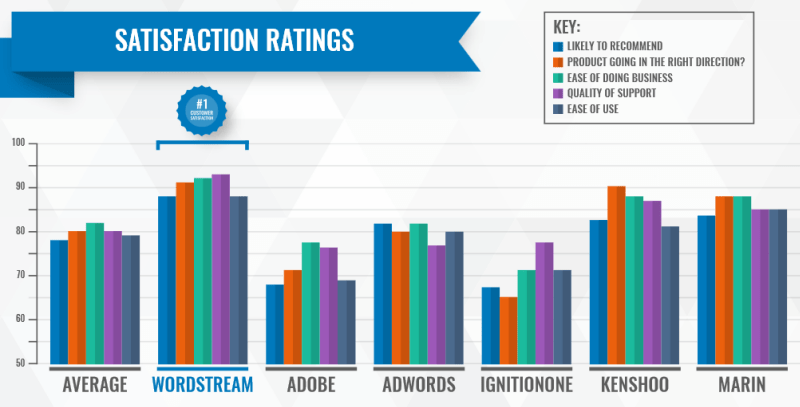 SATISFACTION RATINGS
KEY:
LIKELY TO RECOMMEND
PRODUCT GOING IN THE RIGHT DIRECTION?
EASE OF DOING BUSINESS
QUALITY OF SUPPORT
EASE OF USE
#1
CUSTOMER
SATISFACTION
100
90
80
70
60
50
AVERAGE
WORDSTREAM
ADOBE
ADWORDS
IGNITIONONE
KENSHOO
MARIN